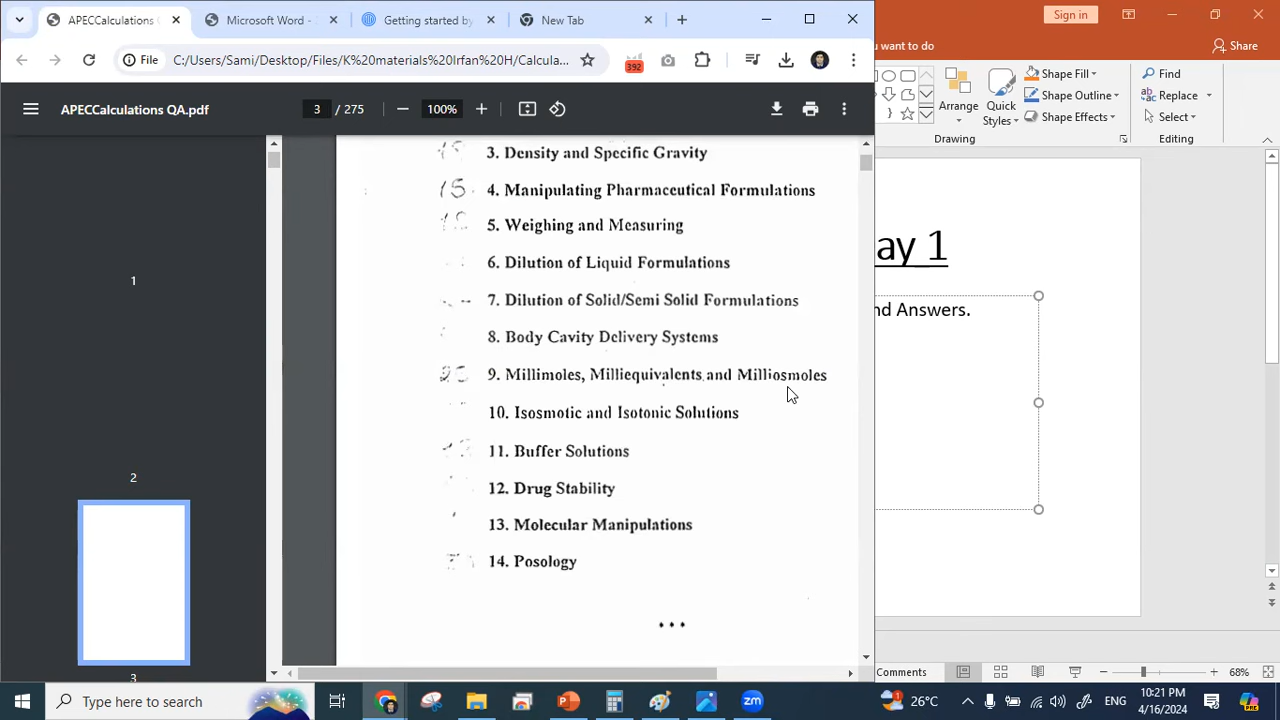 APECCalculations
Microsoft Word -
Getting started by
New Tab
Sign in
File
C:/Users/Sami/Desktop/Files/K%20materials%20Irfan%20H/Calcula...
392
u want to do
Share
APECCalculations QA.pdf
3 / 275
100%
Arrange
Quick Styles
Shape Fill
Shape Outline
Shape Effects
Find
Replace
Select
Drawing
Editing
3. Density and Specific Gravity
15 4. Manipulating Pharmaceutical Formulations
5. Weighing and Measuring
6. Dilution of Liquid Formulations
7. Dilution of Solid/Semi Solid Formulations
8. Body Cavity Delivery Systems
9. Millimoles, Milliequivalents and Milliosmoles
10. Isosmotic and Isotonic Solutions
11. Buffer Solutions
12. Drug Stability
13. Molecular Manipulations
14. Posology
1
2
3
ay 1
nd Answers.
Comments
68%
Type here to search
zm
1
26°C
ENG
10:21 PM
4/16/2024
PRE